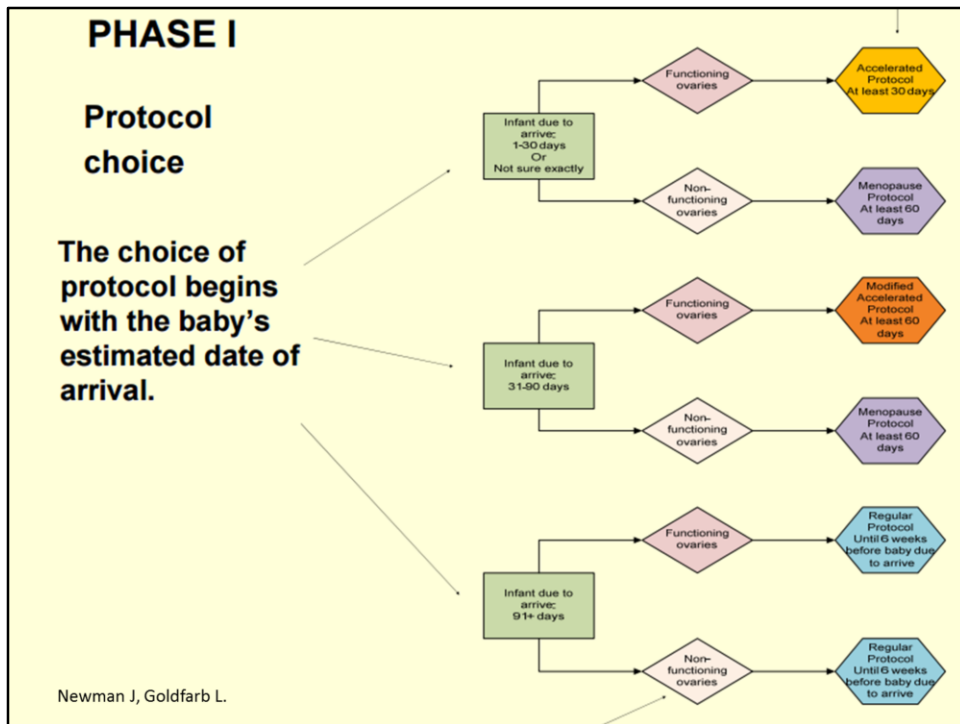 PHASE I
Protocol
choice
The choice of
protocol begins
with the baby's
estimated date of
arrival.
Infant due to
arrive;
1-30 days
Or
Not sure exactly
Functioning
ovaries
Accelerated
Protocol
At least 30 days
Non-
functioning
ovaries
Menopause
Protocol
At least 60
days
Infant due to
arrive;
31-90 days
Functioning
ovaries
Modified
Accelerated
Protocol
At least 60
days
Non-
functioning
ovaries
Menopause
Protocol
At least 60
days
Infant due to
arrive;
91+ days
Functioning
ovaries
Regular
Protocol
Until 6 weeks
before baby due
to arrive
Non-
functioning
ovaries
Regular
Protocol
Until 6 weeks
before baby due
to arrive
Newman J, Goldfarb L.